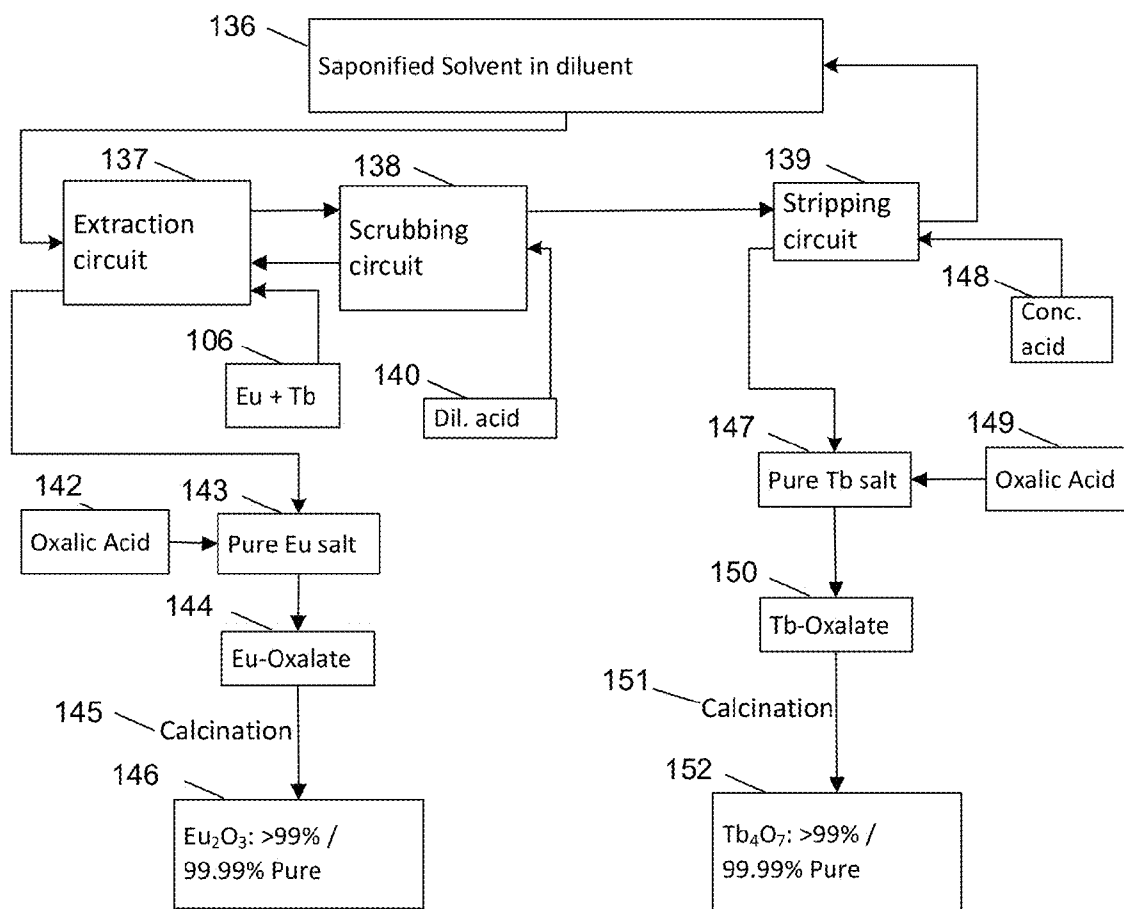 136
Saponified Solvent in diluent
137
138
139
Extraction
circuit
Scrubbing
circuit
Stripping
circuit
148
Conc.
acid
106
Eu + Tb
140
Dil. acid
147
149
Pure Tb salt
Oxalic Acid
142
143
Oxalic Acid
Pure Eu salt
150
144
Tb-Oxalate
Eu-Oxalate
151
Calcination
145
Calcination
146
152
Eu₂O₃: >99% /
99.99% Pure
Tb₄O₇: >99% /
99.99% Pure